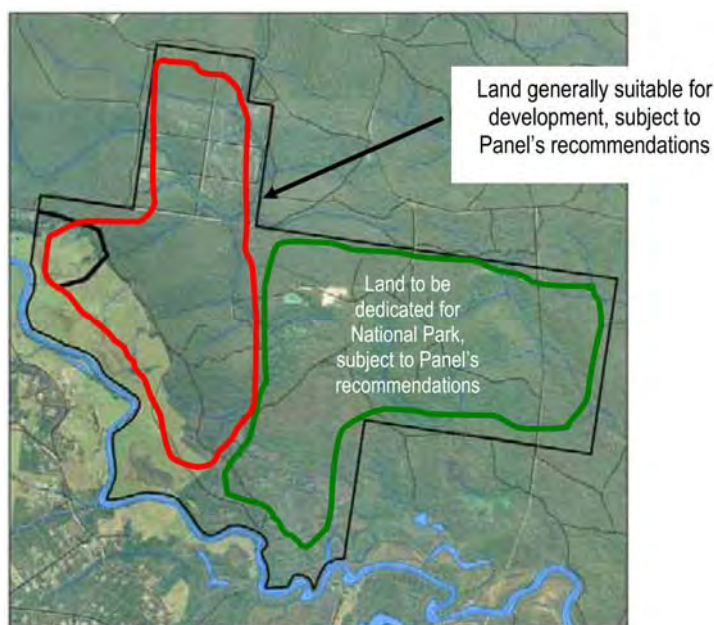 Land generally suitable for
development, subject to
Panel's recommendations
Land to be
dedicated for
National Park,
subject to Panel's
recommendations